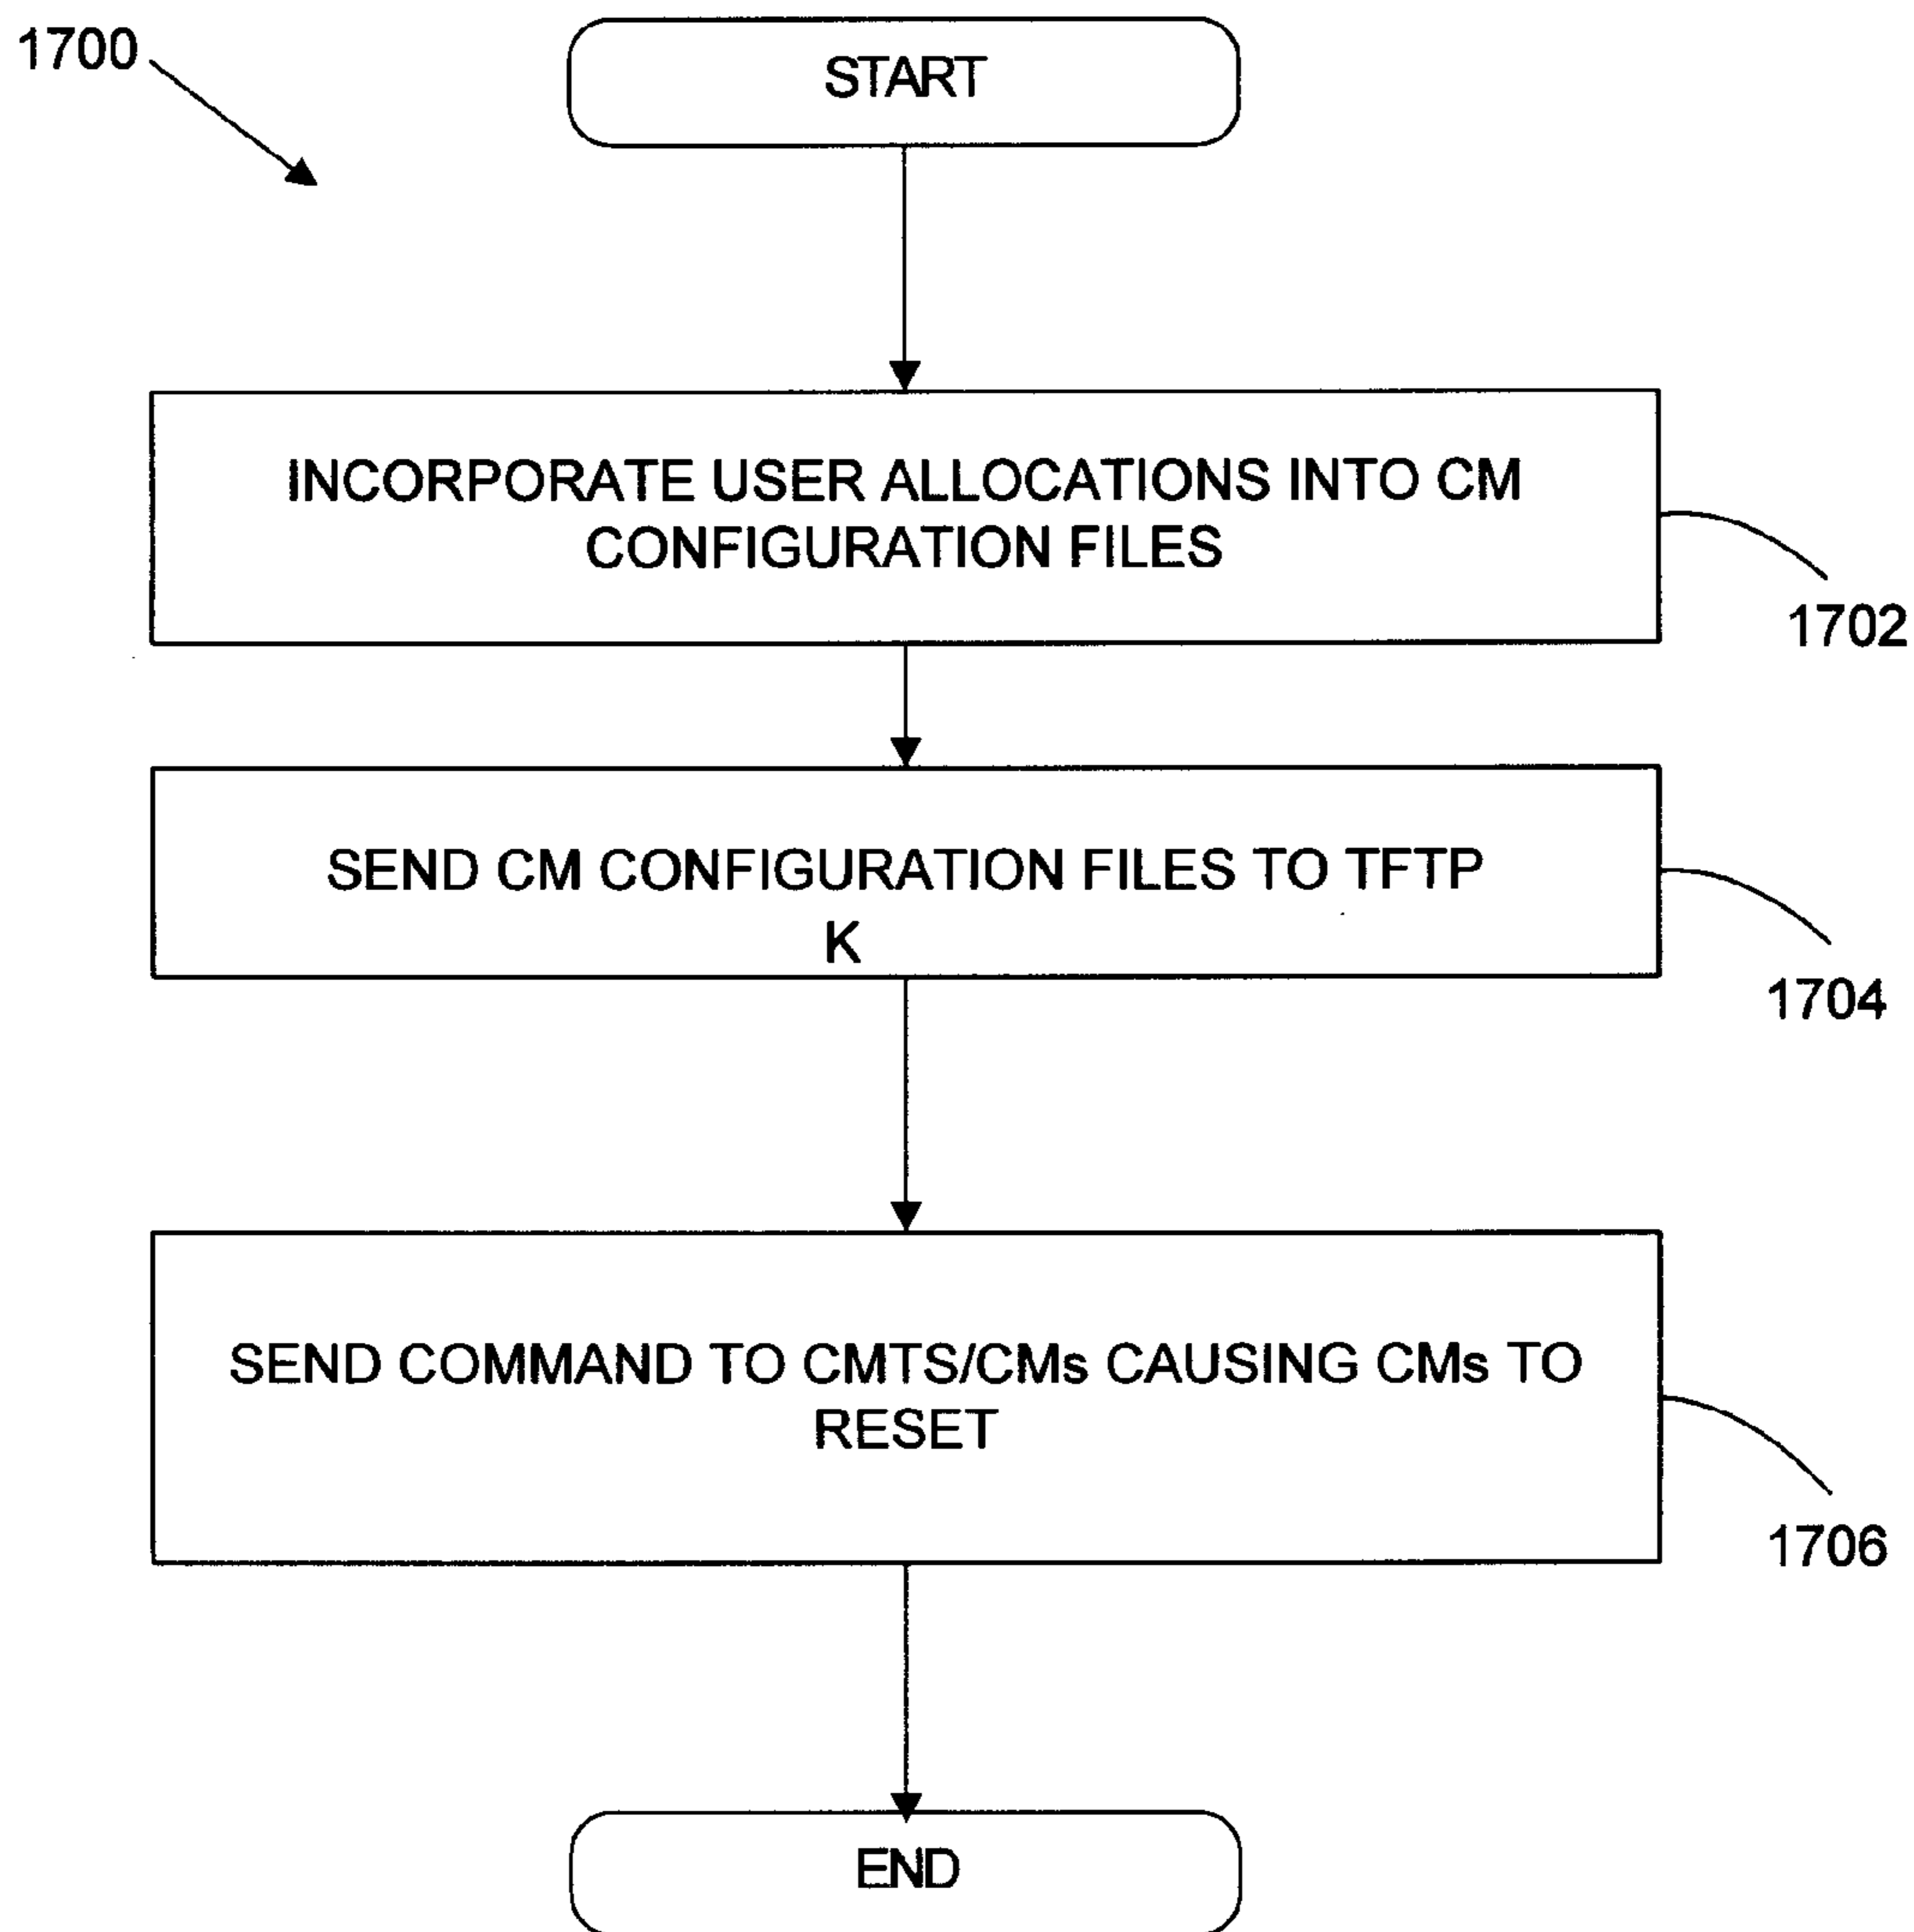 1700
START
INCORPORATE USER ALLOCATIONS INTO CM
CONFIGURATION FILES
1702
SEND CM CONFIGURATION FILES TO TFTP
K
1704
SEND COMMAND TO CMTS/CMs CAUSING CMs TO
RESET
1706
END